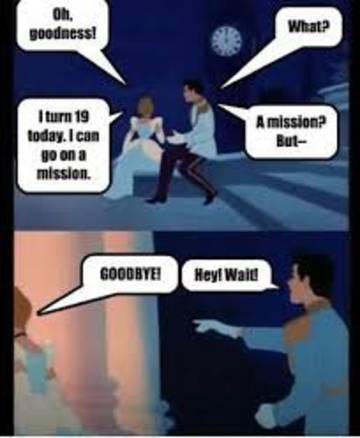 Oh,
goodness!
What?
I turn 19
today. I can
go on a
mission.
A mission?
But--
GOODBYE!
Hey! Wait!